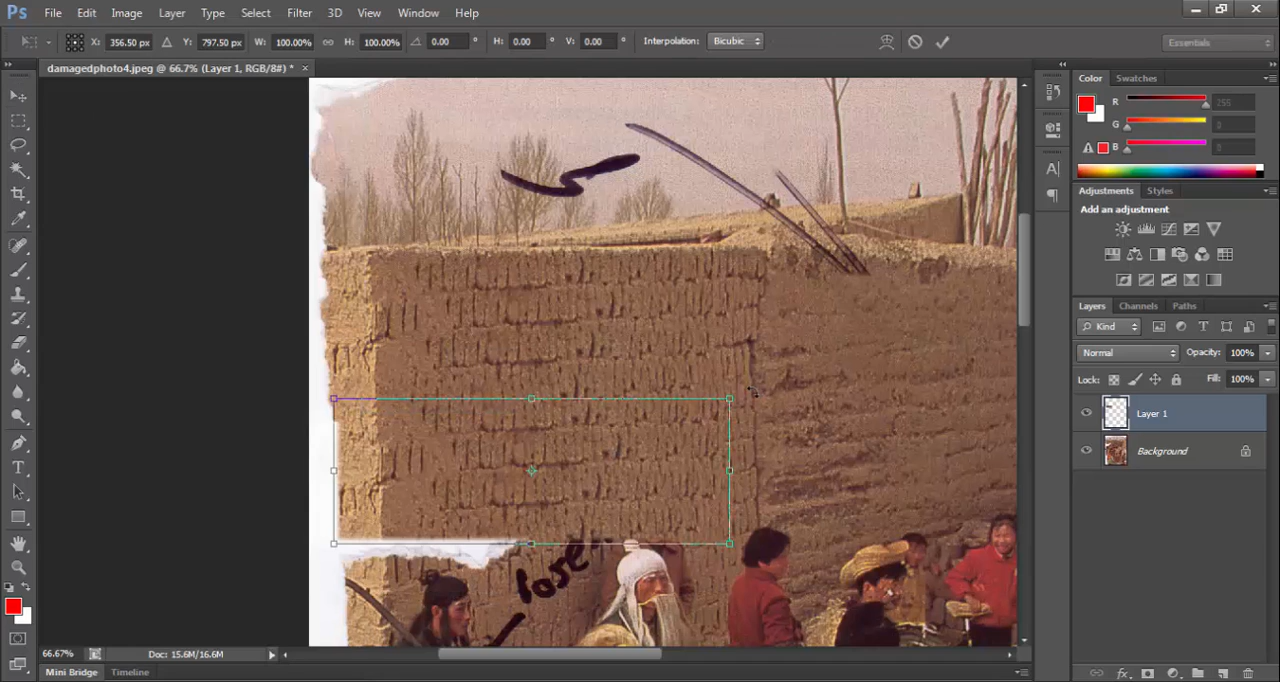 Ps File Edit Image Layer Type Select Filter 3D View Window Help
X: 356.50 px Y: 797.50 px W: 100.00% H: 100.00% 0.00 ° H: 0.00 ° V: 0.00 ° Interpolation: Bicubic Essentials
damagedphoto4.jpeg @ 66.7% (Layer 1, RGB/8#) * ×
Color Swatches
R 255
G 0
B 0
Adjustments Styles
Add an adjustment
Layers Channels Paths
Kind
Normal Opacity: 100%
Lock: Fill: 100%
Layer 1
Background
lose
66.67% Doc: 15.6M/16.6M
Mini Bridge Timeline